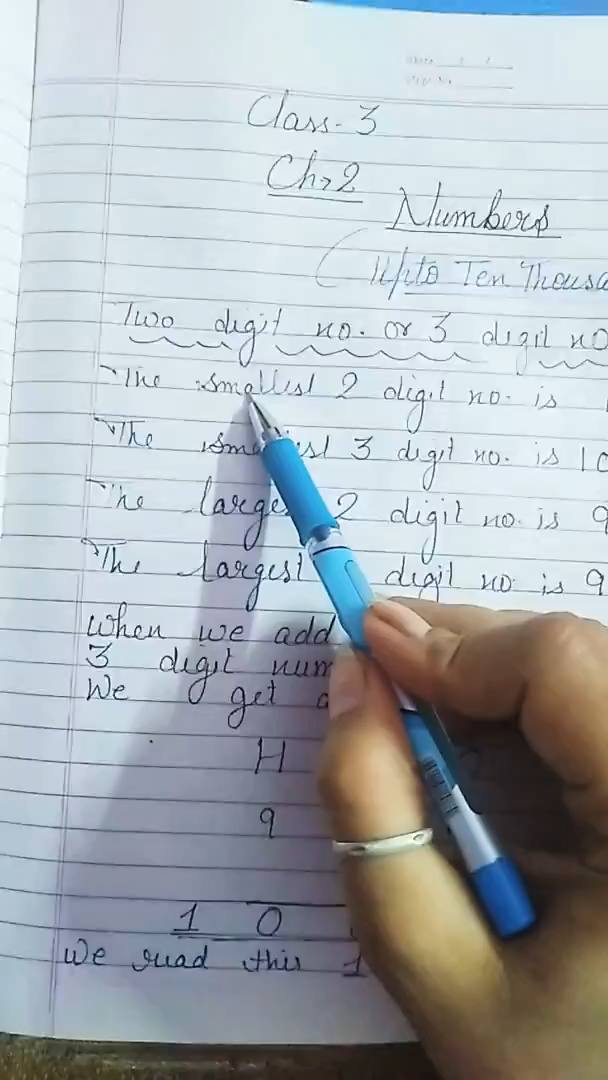 Class-3
Ch-2
Numbers
(Upto Ten Thousa
Two digit no. or 3 digit no
The smallest 2 digit no. is 1
The smallest 3 digit no. is 10
The largest 2 digit no. is 9
The largest digit no. is 9
When we add
3 digit num
We get a
H
9
1 0
We read this 1